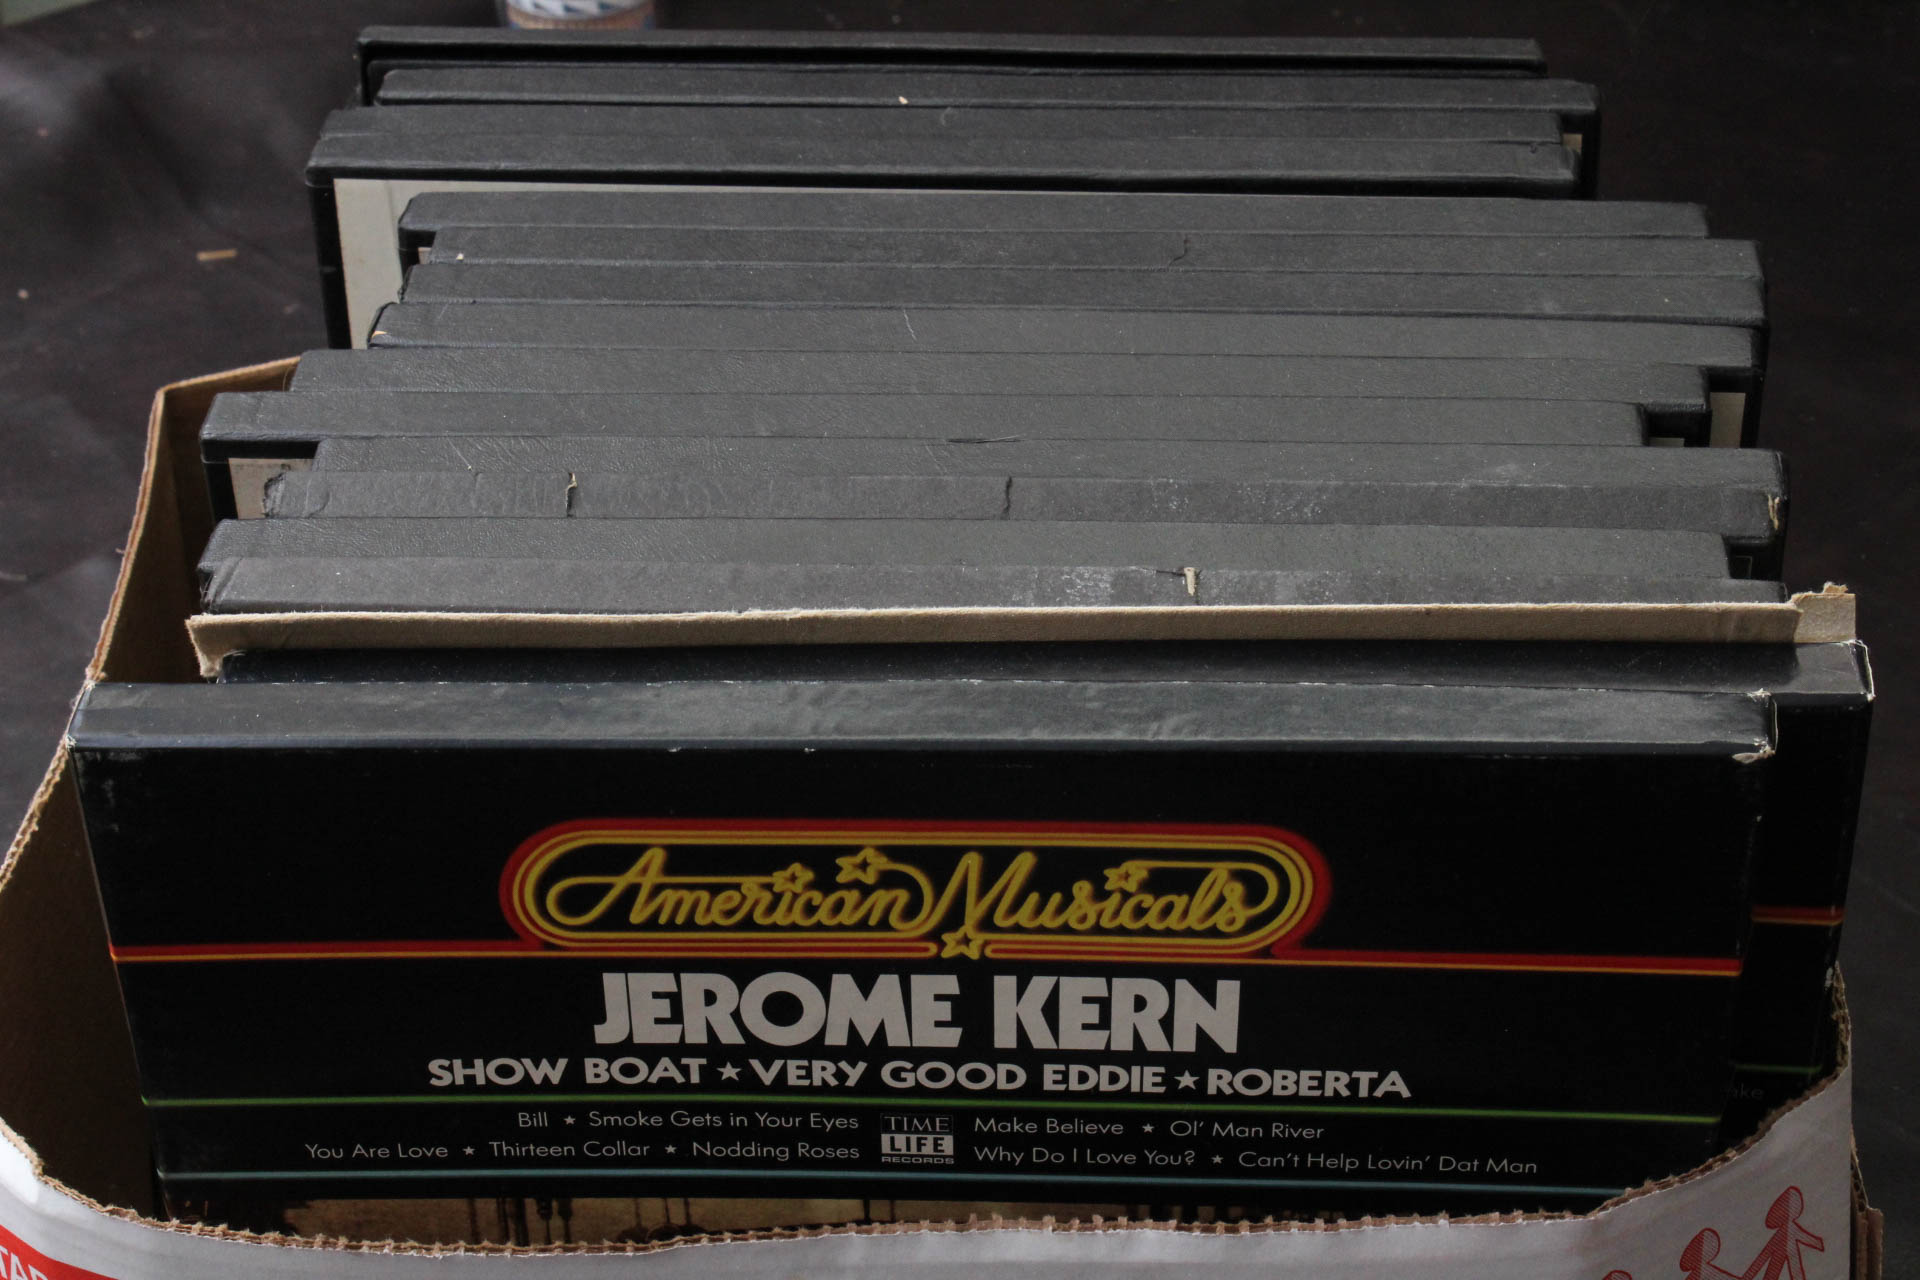 American Musicals
JEROME KERN
SHOW BOAT ★ VERY GOOD EDDIE ★ ROBERTA
Bill ★ Smoke Gets in Your Eyes
You Are Love ★ Thirteen Collar ★ Nodding Roses
TIME
LIFE
RECORDS
Make Believe ★ Ol' Man River
Why Do I Love You? ★ Can't Help Lovin' Dat Man